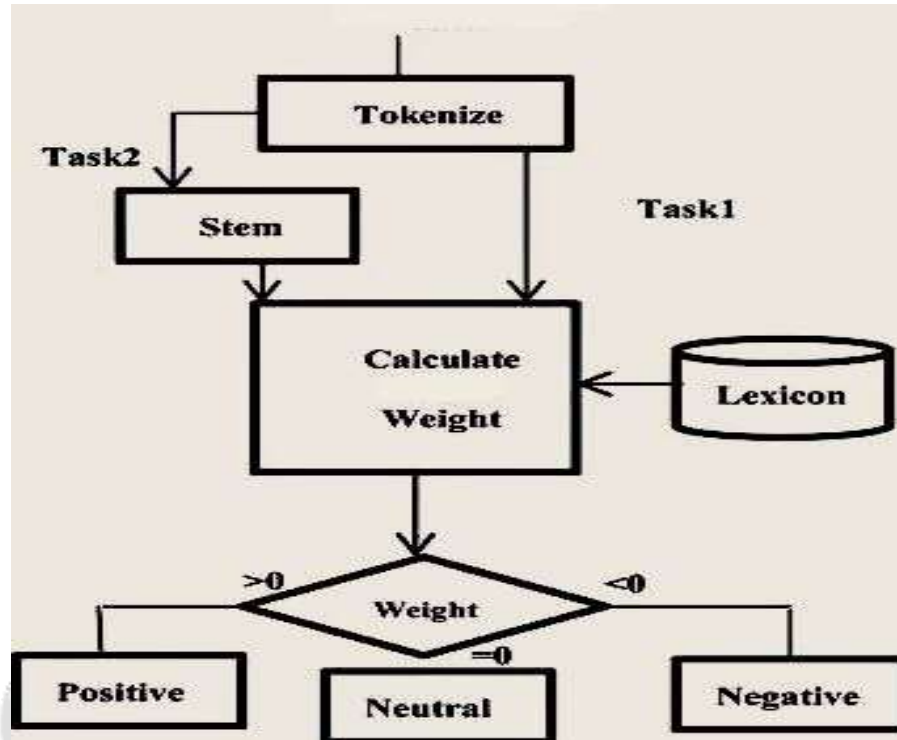 Tokenize
Task2
Task1
Stem
Calculate
Weight
Lexicon
>0
<0
Weight
=0
Positive
Neutral
Negative